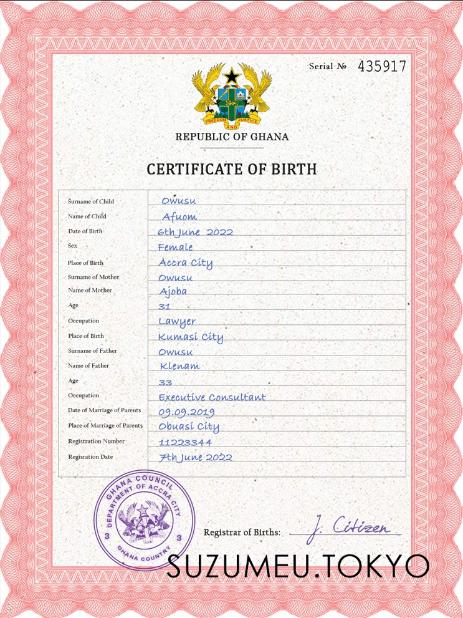 Serial № 435917
FREEDOM AND JUSTICE
REPUBLIC OF GHANA
CERTIFICATE OF BIRTH
Surname of Child Owusu
Name of Child Afuom
Date of Birth 6th June 2022
Sex Female
Place of Birth Accra City
Surname of Mother Owusu
Name of Mother Ajoba
Age 31
Occupation Lawyer
Place of Birth Kumasi City
Surname of Father Owusu
Name of Father Klenam
Age 33
Occupation Executive Consultant
Date of Marriage of Parents 09.09.2019
Place of Marriage of Parents Obuasi City
Registration Number 11223344
Registration Date 7th June 2022
GHANA COUNCIL
DEPARTMENT OF ACCRA CITY
3 3
GHANA COUNTRY
Registrar of Births: J. Citizen
SUZUMEU.TOKYO